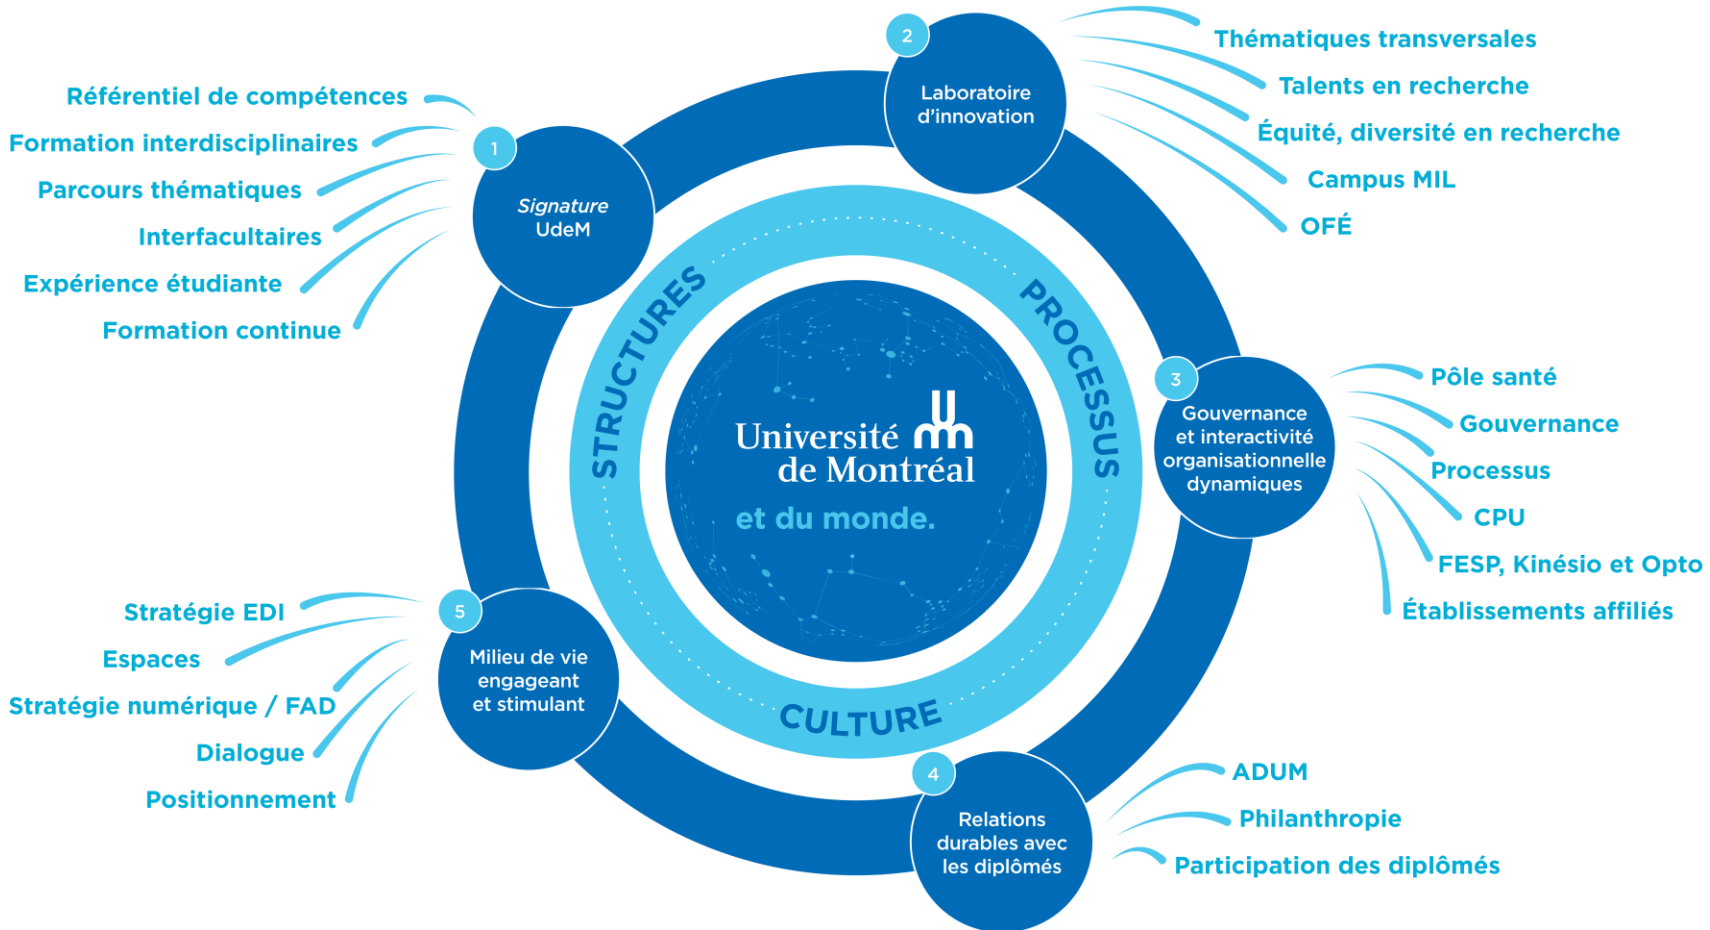 1
Signature
UdeM
Référentiel de compétences
Formation interdisciplinaires
Parcours thématiques
Interfacultaires
Expérience étudiante
Formation continue
2
Laboratoire
d'innovation
Thématiques transversales
Talents en recherche
Équité, diversité en recherche
Campus MIL
OFÉ
3
Gouvernance
et interactivité
organisationnelle
dynamiques
Pôle santé
Gouvernance
Processus
CPU
FESP, Kinésio et Opto
Établissements affiliés
4
Relations
durables avec
les diplômés
ADUM
Philanthropie
Participation des diplômés
5
Milieu de vie
engageant
et stimulant
Stratégie EDI
Espaces
Stratégie numérique / FAD
Dialogue
Positionnement
STRUCTURES
PROCESSUS
CULTURE
Université
de Montréal
et du monde.